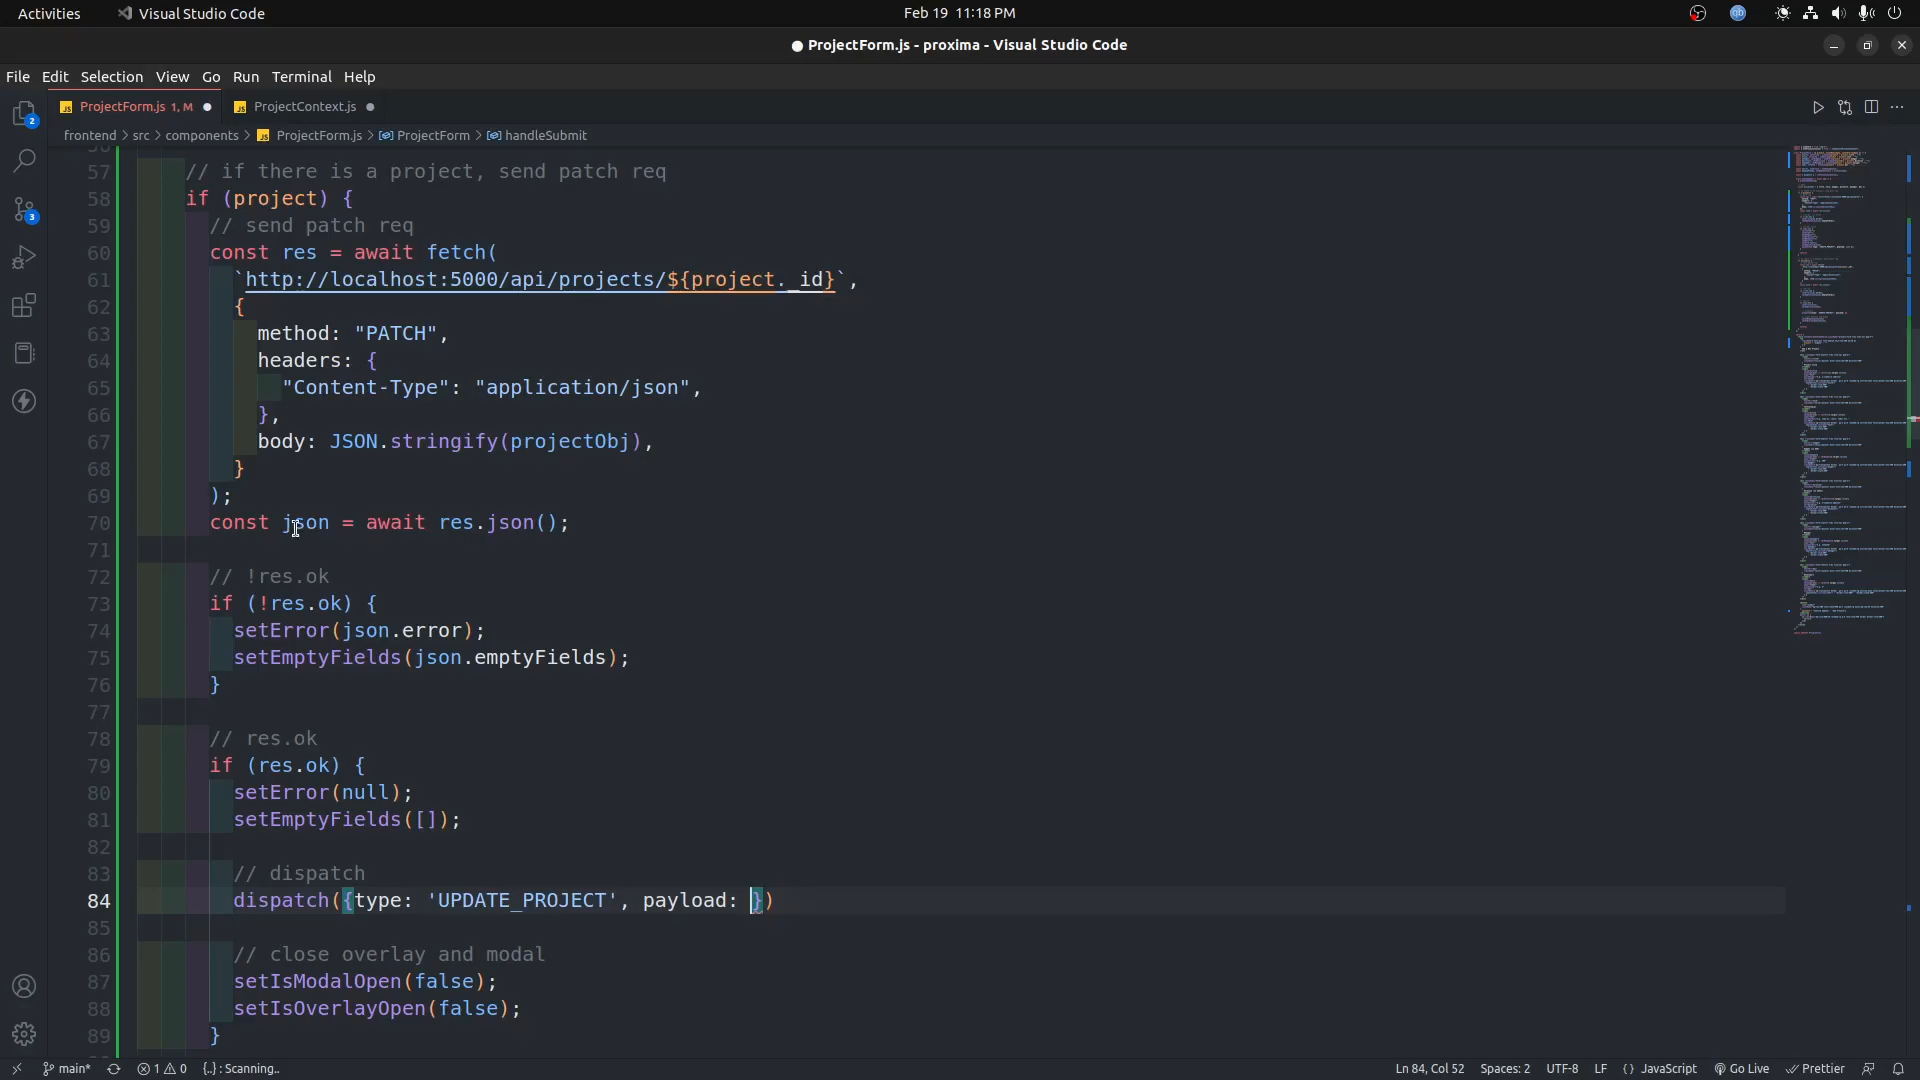 Activities Visual Studio Code Feb 19 11:18 PM qb
● ProjectForm.js - proxima - Visual Studio Code
File Edit Selection View Go Run Terminal Help
JS ProjectForm.js 1, M ● JS ProjectContext.js ●
frontend > src > components > JS ProjectForm.js > ProjectForm > handleSubmit
57 // if there is a project, send patch req
58 if (project) {
59 // send patch req
60 const res = await fetch(
61 `http://localhost:5000/api/projects/${project._id}`,
62 {
63 method: "PATCH",
64 headers: {
65 "Content-Type": "application/json",
66 },
67 body: JSON.stringify(projectObj),
68 }
69 );
70 const json = await res.json();
71
72 // !res.ok
73 if (!res.ok) {
74 setError(json.error);
75 setEmptyFields(json.emptyFields);
76 }
77
78 // res.ok
79 if (res.ok) {
80 setError(null);
81 setEmptyFields([]);
82
83 // dispatch
84 dispatch({type: 'UPDATE_PROJECT', payload: })
85
86 // close overlay and modal
87 setIsModalOpen(false);
88 setIsOverlayOpen(false);
89 }
2
3
main* 1 0 {..} : Scanning.. Ln 84, Col 52 Spaces: 2 UTF-8 LF {} JavaScript Go Live Prettier